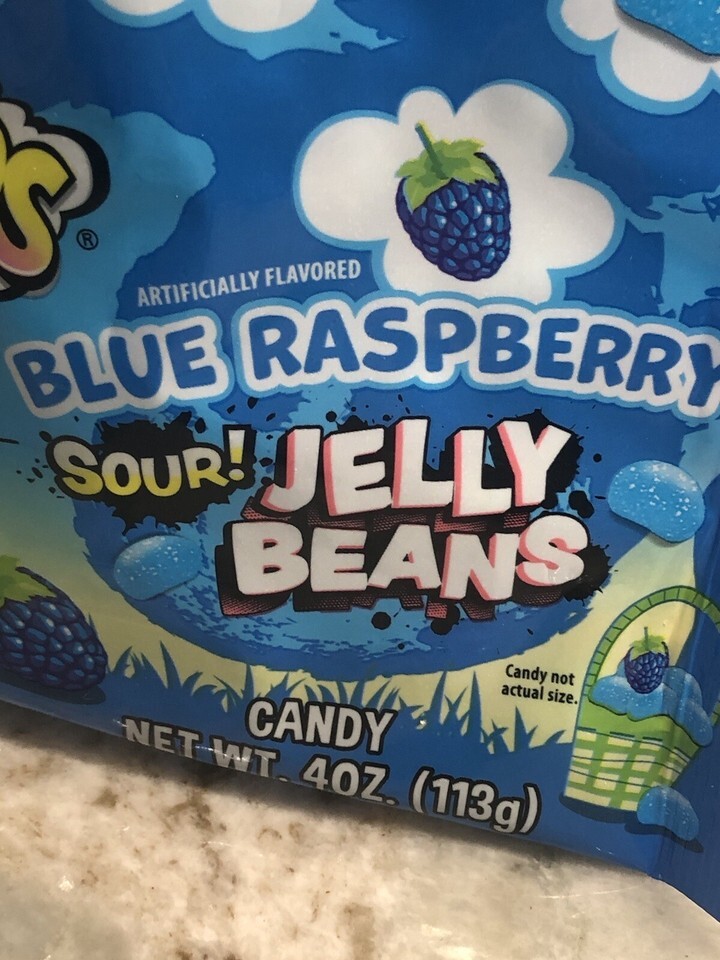 S®
ARTIFICIALLY FLAVORED
BLUE RASPBERRY
SOUR! JELLY
BEANS
Candy not
actual size.
CANDY
NET WT. 4OZ. (113g)